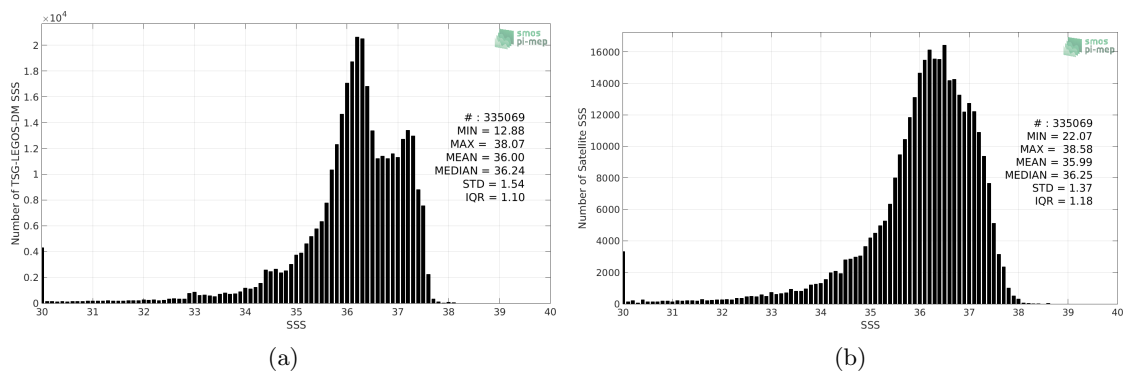 ×10⁴
2
1.8
1.6
1.4
1.2
1
0.8
0.6
0.4
0.2
0
Number of TSG-LEGOS-DM SSS
smos
pi-mep
# : 335069
MIN = 12.88
MAX = 38.07
MEAN = 36.00
MEDIAN = 36.24
STD = 1.54
IQR = 1.10
30 31 32 33 34 35 36 37 38 39 40
SSS
(a)
16000
14000
12000
10000
8000
6000
4000
2000
0
Number of Satellite SSS
smos
pi-mep
# : 335069
MIN = 22.07
MAX = 38.58
MEAN = 35.99
MEDIAN = 36.25
STD = 1.37
IQR = 1.18
30 31 32 33 34 35 36 37 38 39 40
SSS
(b)